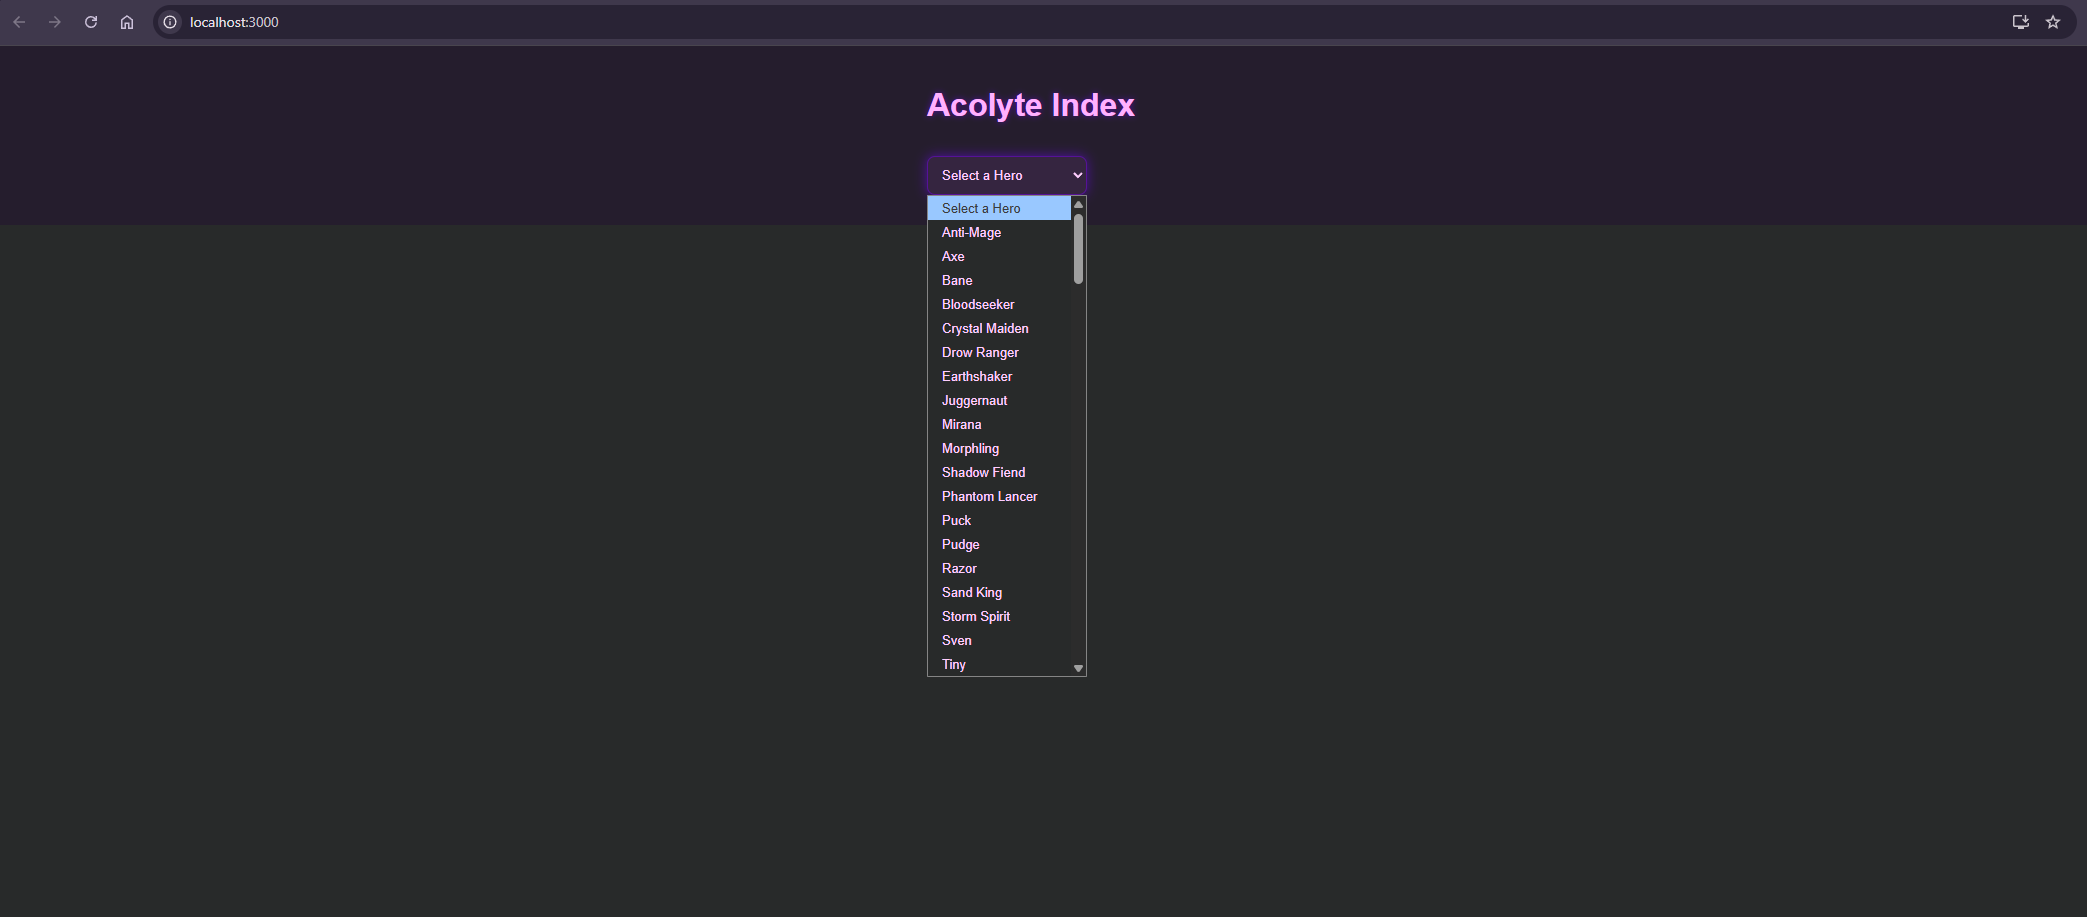 localhost:3000
Acolyte Index
Select a Hero
Select a Hero
Anti-Mage
Axe
Bane
Bloodseeker
Crystal Maiden
Drow Ranger
Earthshaker
Juggernaut
Mirana
Morphling
Shadow Fiend
Phantom Lancer
Puck
Pudge
Razor
Sand King
Storm Spirit
Sven
Tiny